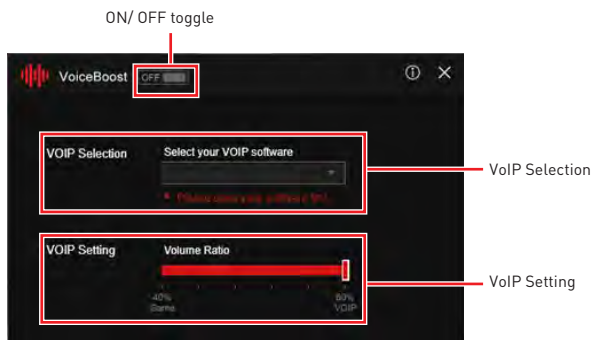 ON/ OFF toggle
VoiceBoost OFF
VOIP Selection
Select your VOIP software
VoIP Selection
VOIP Setting
Volume Ratio
VoIP Setting
40% 60%
Game VOIP